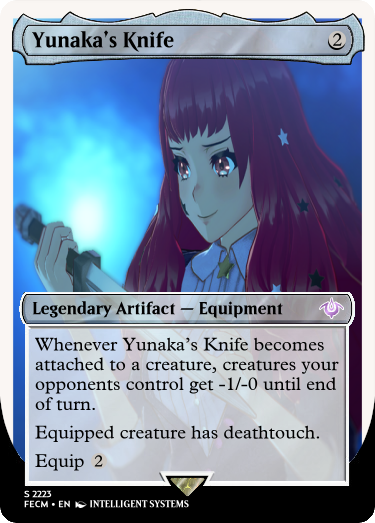 Yunaka's Knife 2
Legendary Artifact — Equipment
Whenever Yunaka's Knife becomes
attached to a creature, creatures your
opponents control get -1/-0 until end
of turn.
Equipped creature has deathtouch.
Equip 2
S 2223
FECM • EN INTELLIGENT SYSTEMS